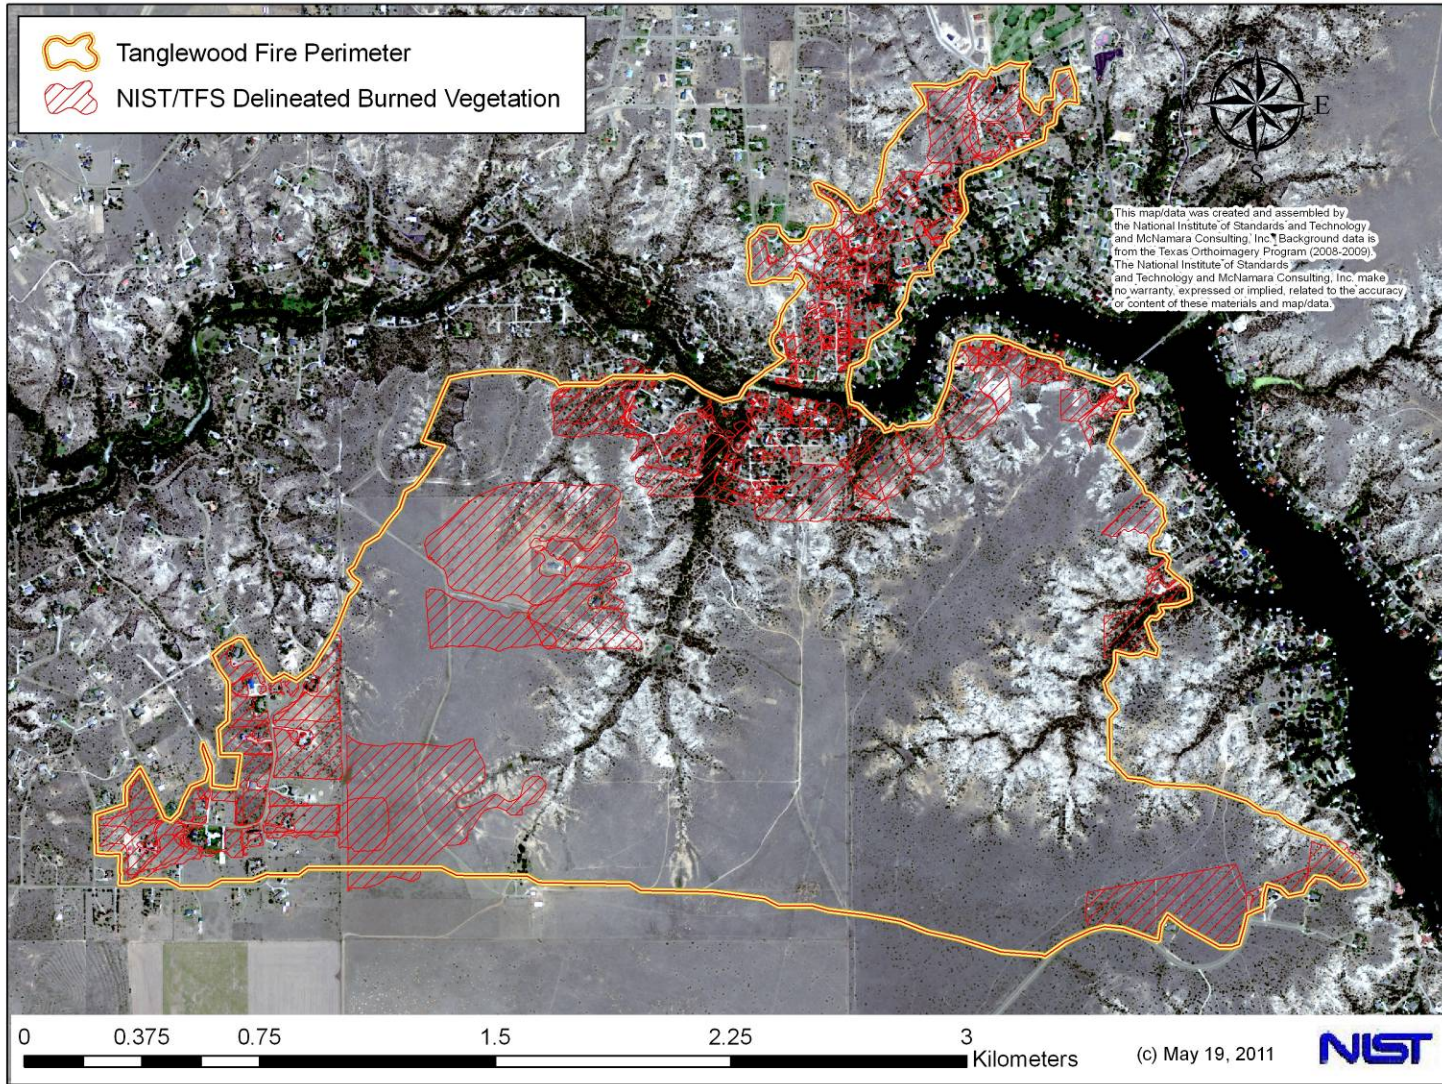 Tanglewood Fire Perimeter
NIST/TFS Delineated Burned Vegetation
E
S
This map/data was created and assembled by
the National Institute of Standards and Technology
and McNamara Consulting, Inc. Background data is
from the Texas Orthoimagery Program (2008-2009).
The National Institute of Standards
and Technology and McNamara Consulting, Inc. make
no warranty, expressed or implied, related to the accuracy
or content of these materials and map/data.
0 0.375 0.75 1.5 2.25 3
Kilometers
(c) May 19, 2011
NIST